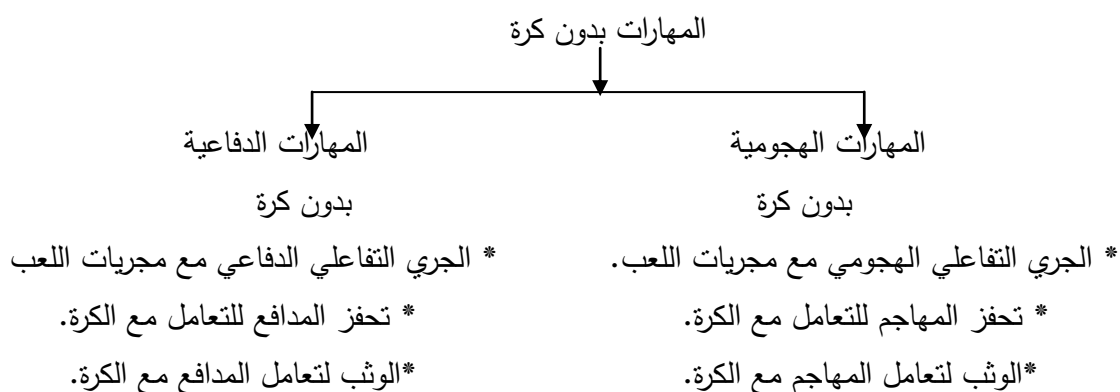 المهارات بدون كرة
المهارات الهجومية
المهارات الدفاعية
بدون كرة
بدون كرة
* الجري التفاعلي الهجومي مع مجريات اللعب.
* الجري التفاعلي الدفاعي مع مجريات اللعب
* تحفز المهاجم للتعامل مع الكرة.
* تحفز المدافع للتعامل مع الكرة.
*الوثب لتعامل المهاجم مع الكرة.
*الوثب لتعامل المدافع مع الكرة.